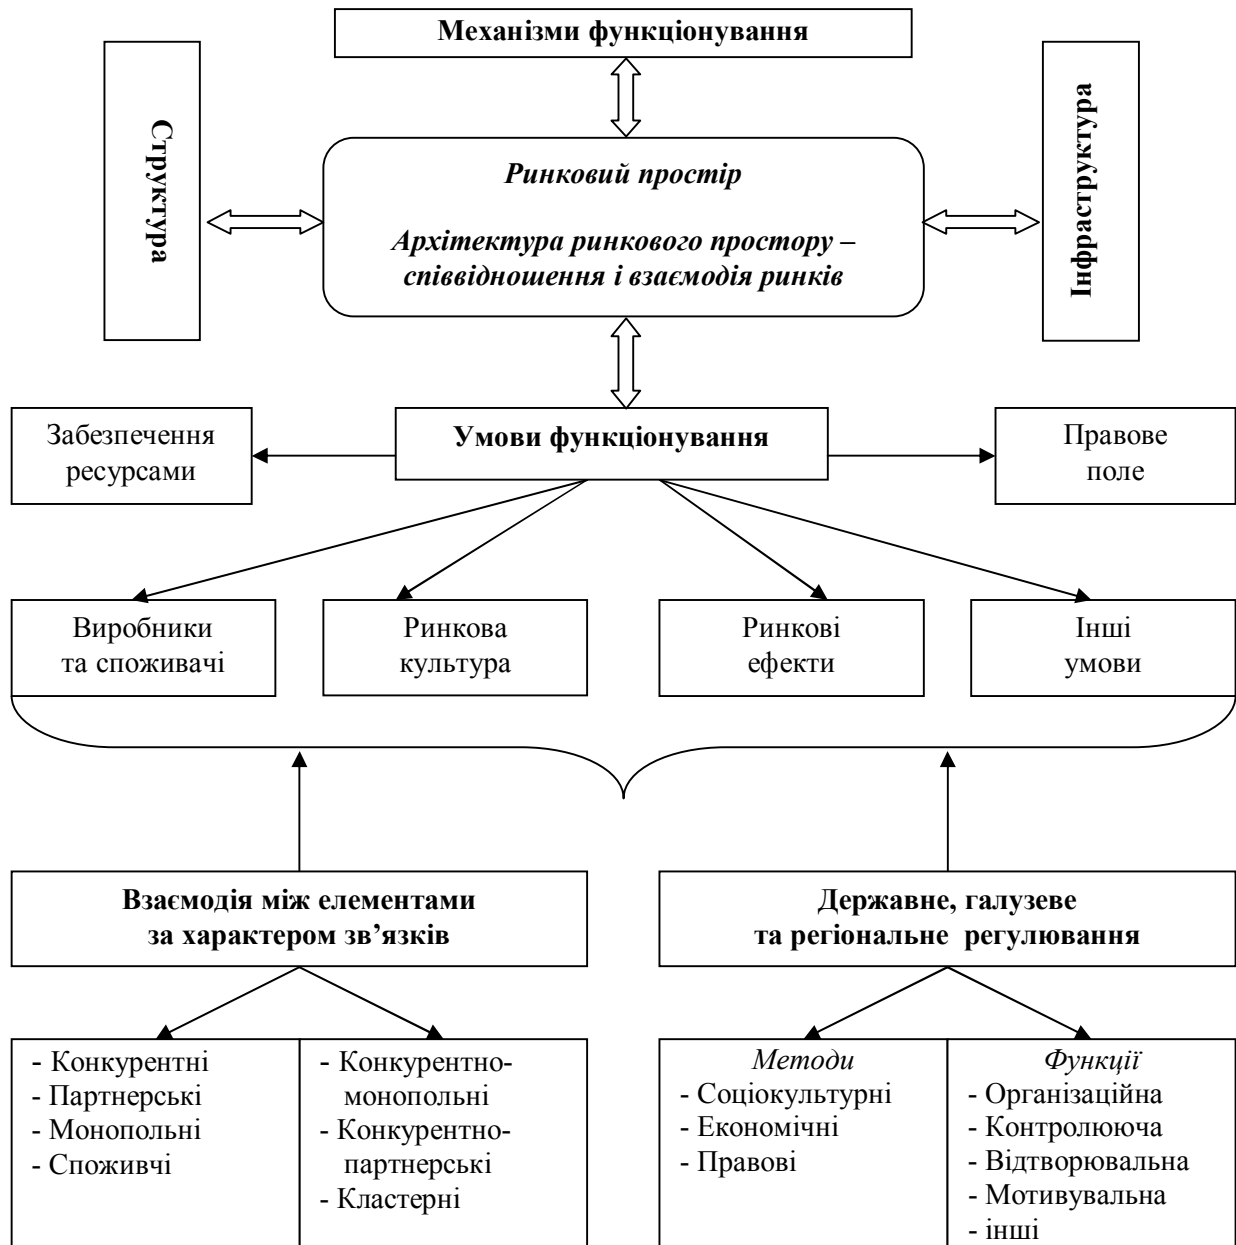 Механізми функціонування
Структура
Ринковий простір
Архітектура ринкового простору –
співвідношення і взаємодія ринків
Інфраструктура
Забезпечення
ресурсами
Умови функціонування
Правове
поле
Виробники
та споживачі
Ринкова
культура
Ринкові
ефекти
Інші
умови
Взаємодія між елементами
за характером зв’язків
Державне, галузеве
та регіональне регулювання
- Конкурентні
- Партнерські
- Монопольні
- Споживчі
- Конкурентно-
монопольні
- Конкурентно-
партнерські
- Кластерні
Методи
- Соціокультурні
- Економічні
- Правові
Функції
- Організаційна
- Контролююча
- Відтворювальна
- Мотивувальна
- інші